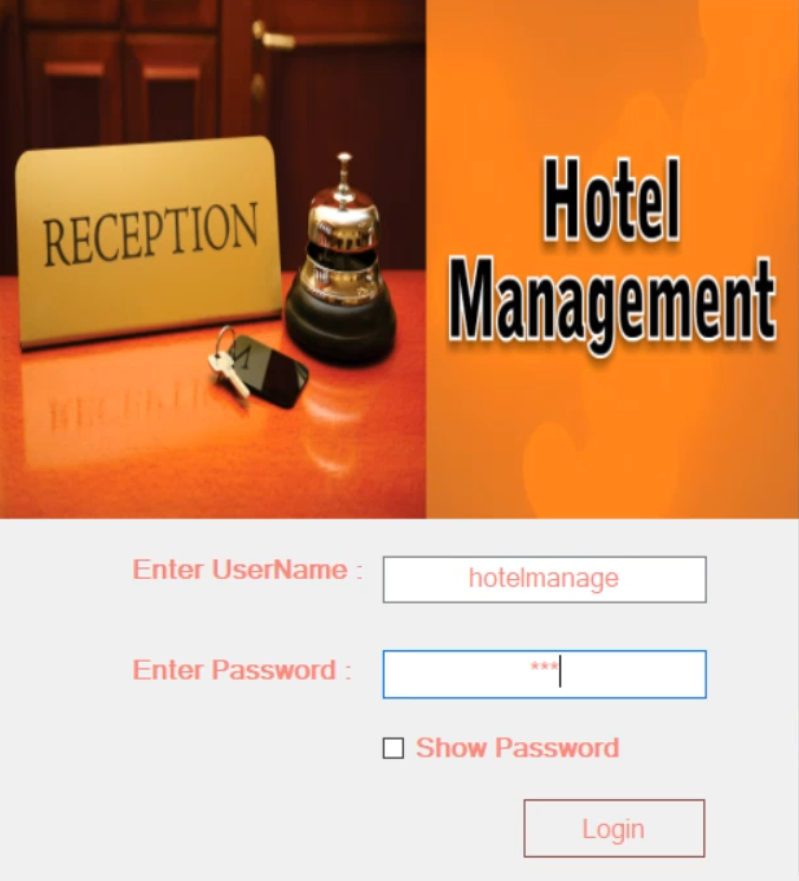 RECEPTION
Hotel
Management
Enter UserName :
hotelmanage
Enter Password :
***
Show Password
Login